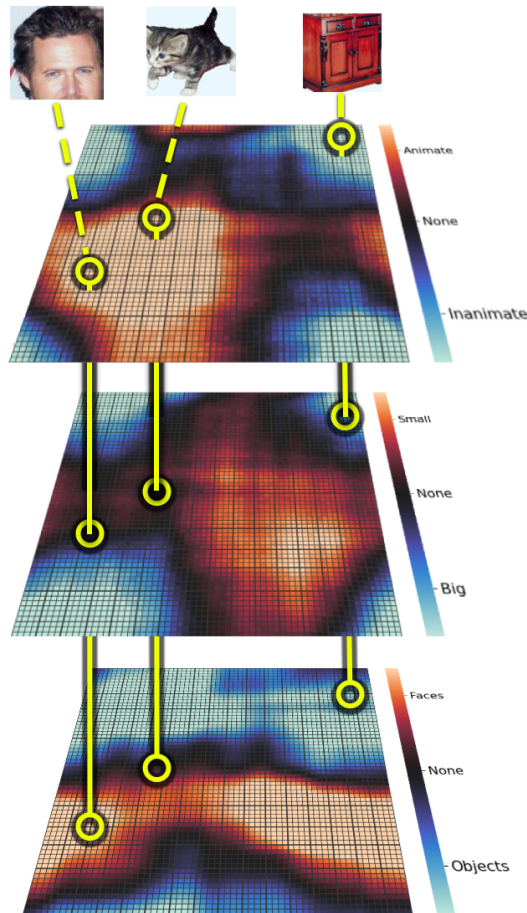 Animate
None
Inanimate
Small
None
Big
Faces
None
Objects